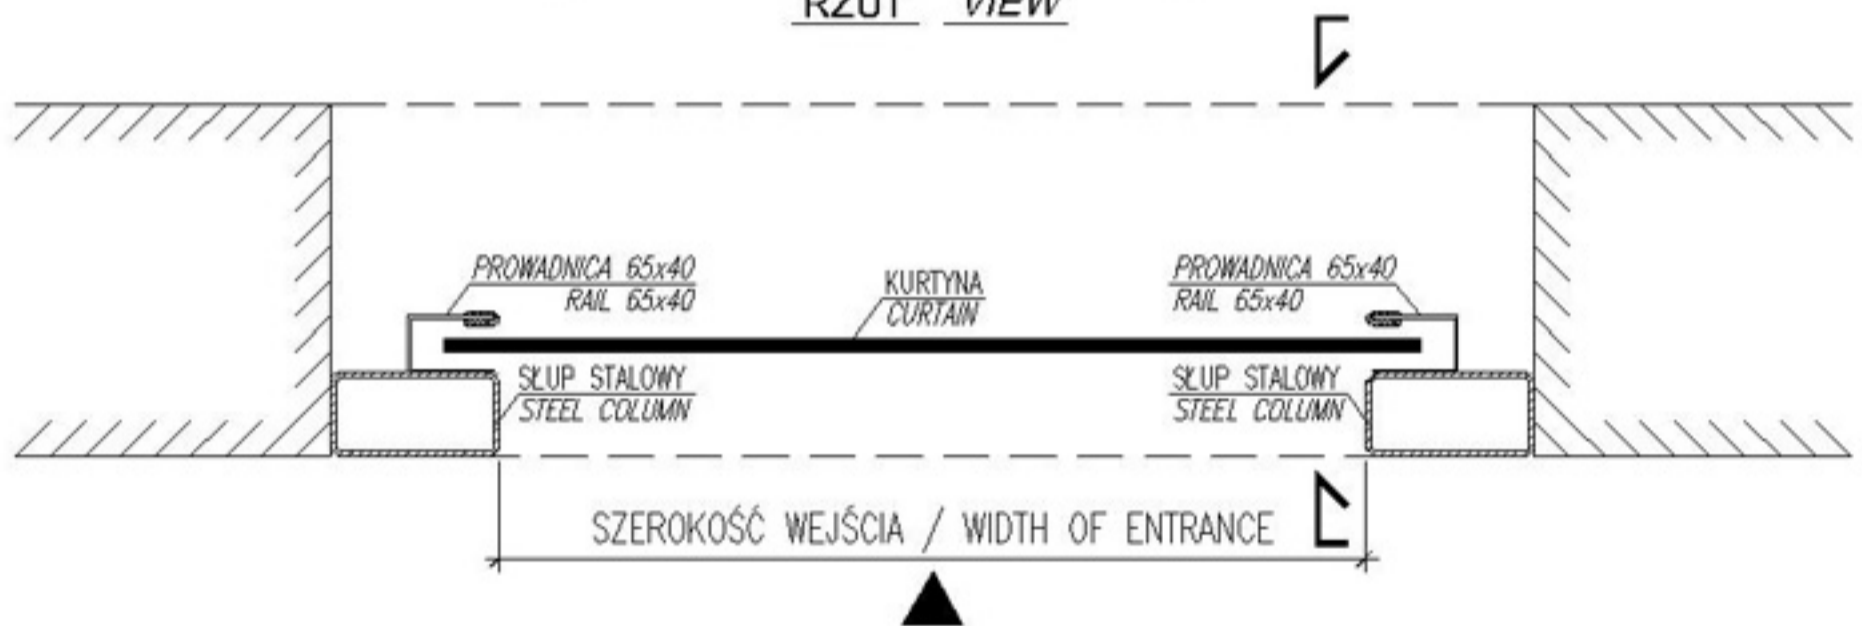 RZUT VIEW
PROWADNICA 65x40
RAIL 65x40
KURTYNA
CURTAIN
PROWADNICA 65x40
RAIL 65x40
SŁUP STALOWY
STEEL COLUMN
SŁUP STALOWY
STEEL COLUMN
SZEROKOŚĆ WEJŚCIA / WIDTH OF ENTRANCE